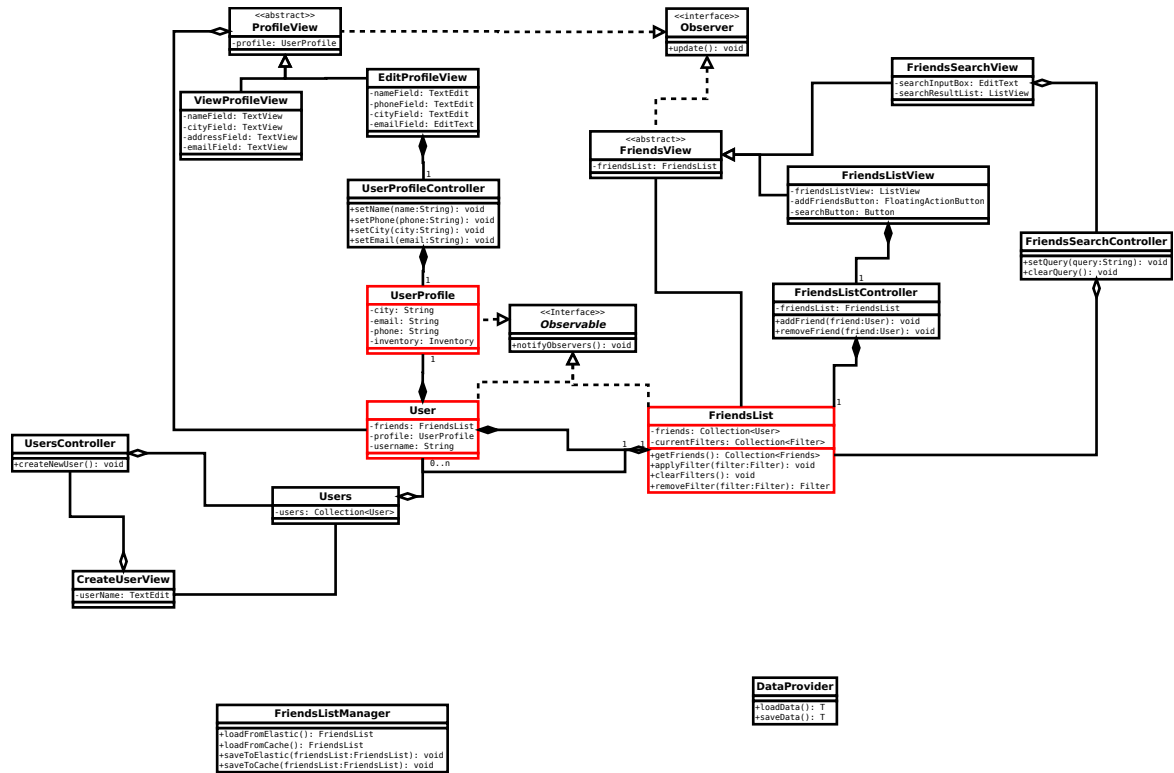 <<abstract>>
ProfileView
-profile: UserProfile
<<interface>>
Observer
+update(): void
FriendsSearchView
-searchInputBox: EditText
-searchResultList: ListView
EditProfileView
-nameField: TextEdit
-phoneField: TextEdit
-cityField: TextEdit
-emailField: EditText
ViewProfileView
-nameField: TextView
-cityField: TextView
-addressField: TextView
-emailField: TextView
<<abstract>>
FriendsView
-friendsList: FriendsList
FriendsListView
-friendsListView: ListView
-addFriendsButton: FloatingActionButton
-searchButton: Button
1
UserProfileController
+setName(name:String): void
+setPhone(phone:String): void
+setCity(city:String): void
+setEmail(email:String): void
FriendsSearchController
+setQuery(query:String): void
+clearQuery(): void
1
1
FriendsListController
-friendsList: FriendsList
+addFriend(friend:User): void
+removeFriend(friend:User): void
UserProfile
-city: String
-email: String
-phone: String
-inventory: Inventory
<<Interface>>
Observable
+notifyObservers(): void
1
1
User
-friends: FriendsList
-profile: UserProfile
-username: String
0..n
1
1
FriendsList
-friends: Collection<User>
-currentFilters: Collection<Filter>
+getFriends(): Collection<Friends>
+applyFilter(filter:Filter): void
+clearFilters(): void
+removeFilter(filter:Filter): Filter
UsersController
+createNewUser(): void
Users
-users: Collection<User>
CreateUserView
-userName: TextEdit
DataProvider
+loadData(): T
+saveData(): T
FriendsListManager
+loadFromElastic(): FriendsList
+loadFromCache(): FriendsList
+saveToElastic(friendsList:FriendsList): void
+saveToCache(friendsList:FriendsList): void